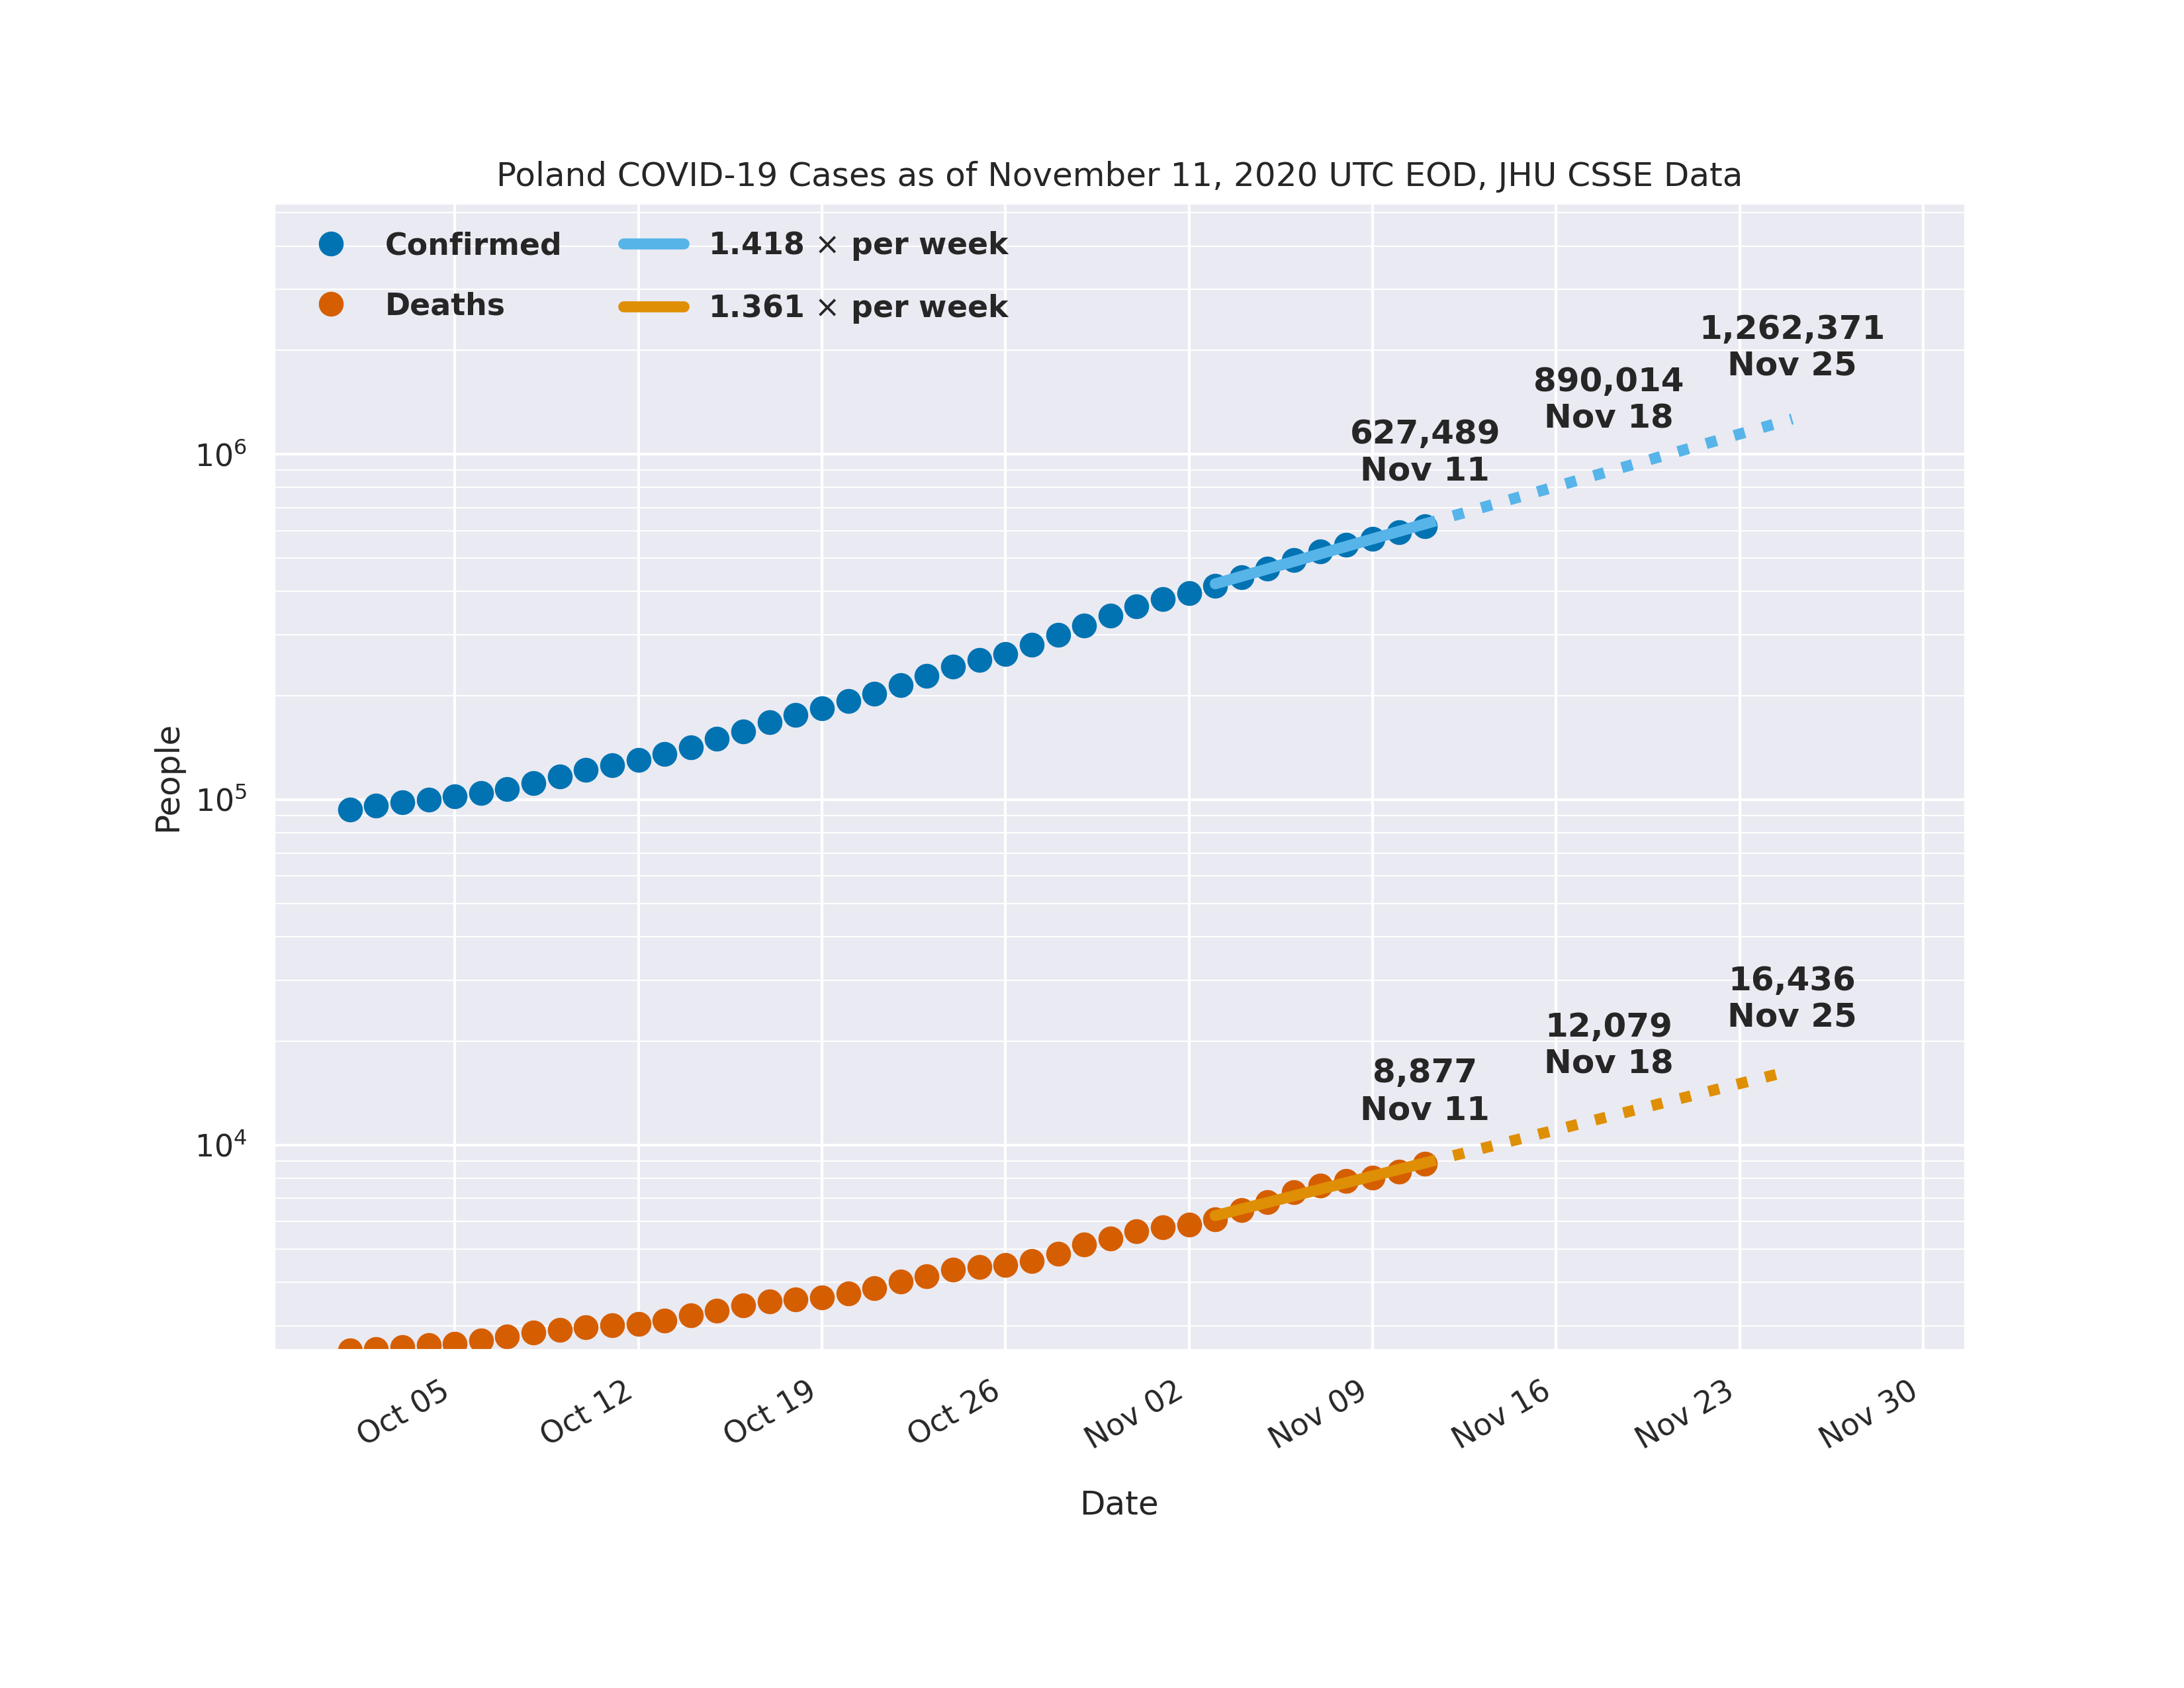 Poland COVID-19 Cases as of November 11, 2020 UTC EOD, JHU CSSE Data
Confirmed
Deaths
1.418 × per week
1.361 × per week
1,262,371
Nov 25
890,014
Nov 18
627,489
Nov 11
16,436
Nov 25
12,079
Nov 18
8,877
Nov 11
People
10⁶
10⁵
10⁴
Oct 05
Oct 12
Oct 19
Oct 26
Nov 02
Nov 09
Nov 16
Nov 23
Nov 30
Date